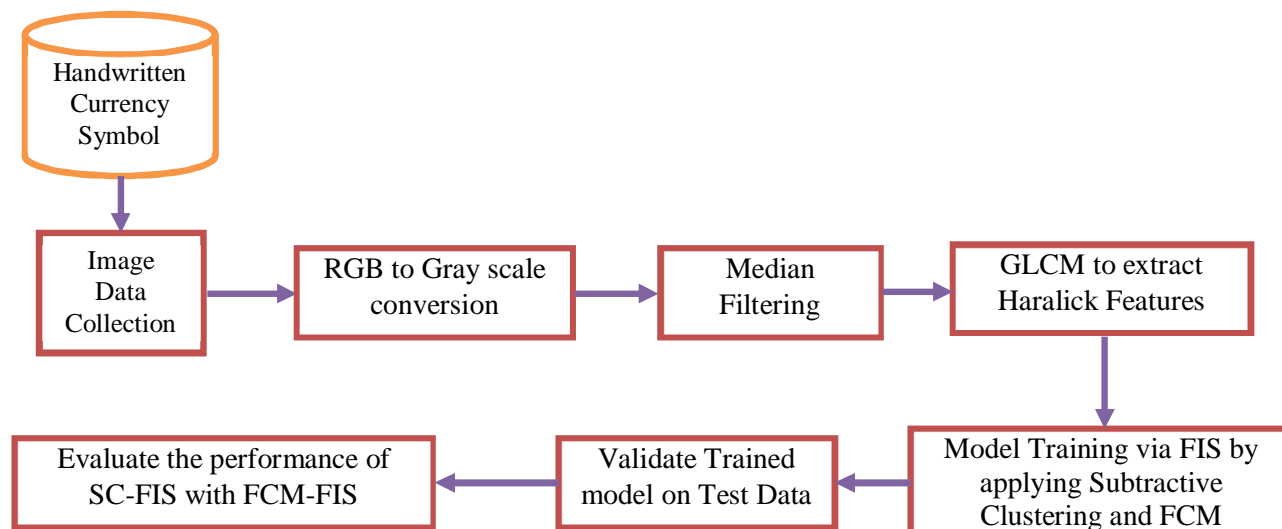 Handwritten
Currency
Symbol
Image
Data
Collection
RGB to Gray scale
conversion
Median
Filtering
GLCM to extract
Haralick Features
Model Training via FIS by
applying Subtractive
Clustering and FCM
Validate Trained
model on Test Data
Evaluate the performance of
SC-FIS with FCM-FIS